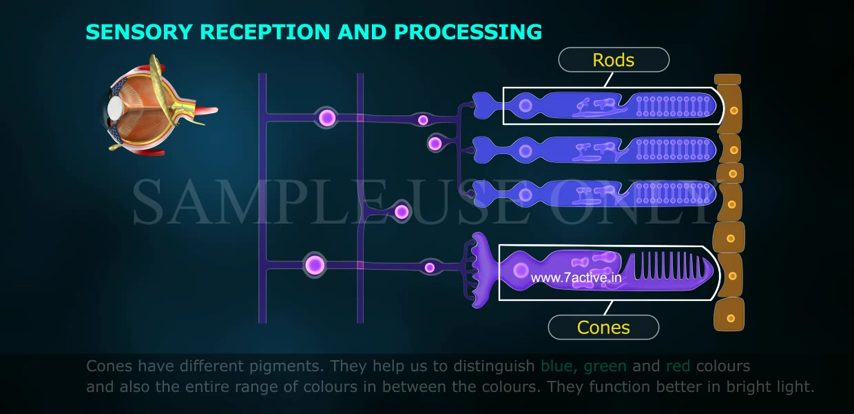 SENSORY RECEPTION AND PROCESSING
Rods
SAMPLE USE ONLY
www.7active.in
Cones
Cones have different pigments. They help us to distinguish blue, green and red colours
and also the entire range of colours in between the colours. They function better in bright light.